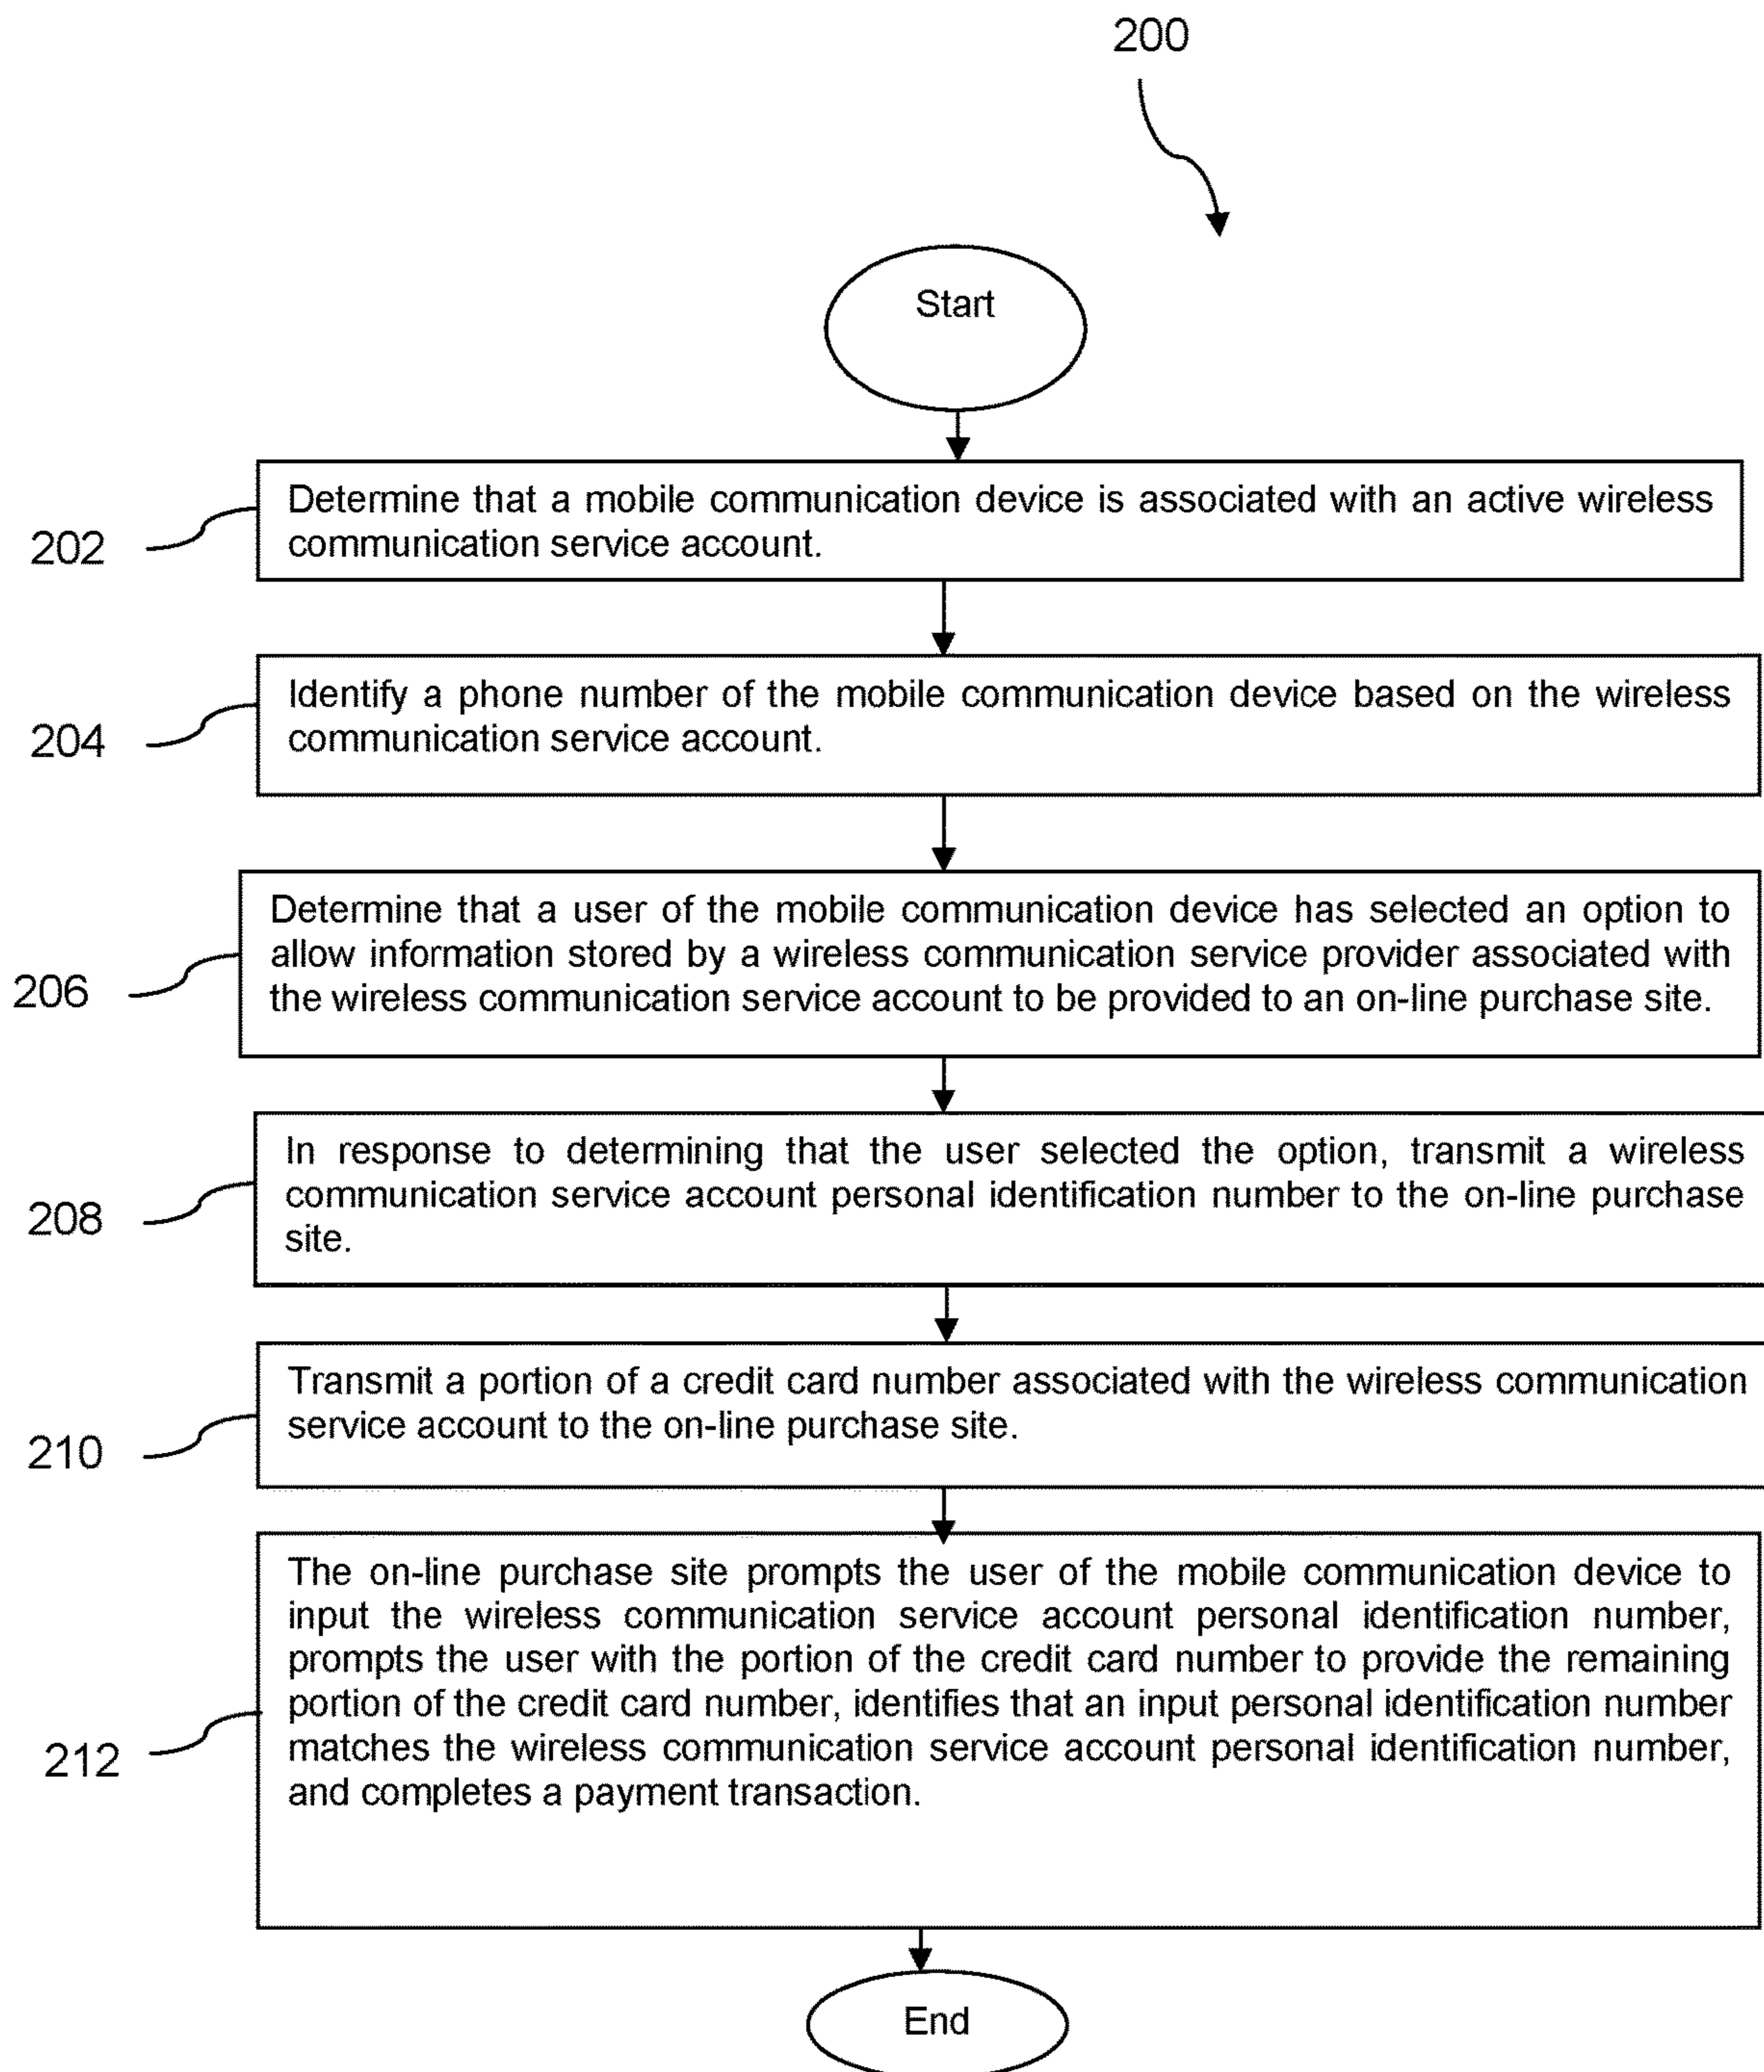 200
Start
Determine that a mobile communication device is associated with an active wireless
communication service account.
202
Identify a phone number of the mobile communication device based on the wireless
communication service account.
204
Determine that a user of the mobile communication device has selected an option to
allow information stored by a wireless communication service provider associated with
the wireless communication service account to be provided to an on-line purchase site.
206
In response to determining that the user selected the option, transmit a wireless
communication service account personal identification number to the on-line purchase
site.
208
Transmit a portion of a credit card number associated with the wireless communication
service account to the on-line purchase site.
210
The on-line purchase site prompts the user of the mobile communication device to
input the wireless communication service account personal identification number,
prompts the user with the portion of the credit card number to provide the remaining
portion of the credit card number, identifies that an input personal identification number
matches the wireless communication service account personal identification number,
and completes a payment transaction.
212
End